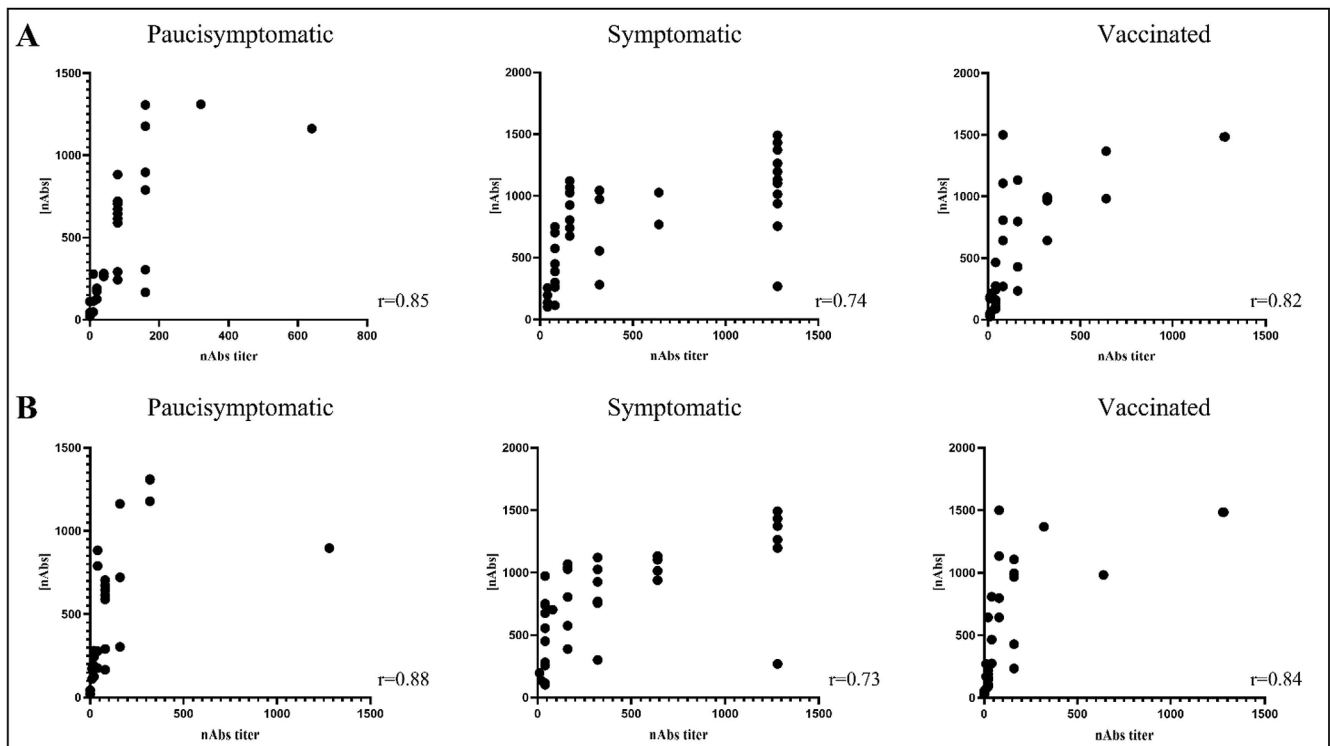 A
Paucisymptomatic
Symptomatic
Vaccinated
1500
1000
500
0
[nAbs]
0
200
400
600
800
nAbs titer
r=0.85
2000
1500
1000
500
0
[nAbs]
0
500
1000
1500
nAbs titer
r=0.74
2000
1500
1000
500
0
[nAbs]
0
500
1000
1500
nAbs titer
r=0.82
B
Paucisymptomatic
Symptomatic
Vaccinated
1500
1000
500
0
[nAbs]
0
500
1000
1500
nAbs titer
r=0.88
2000
1500
1000
500
0
[nAbs]
0
500
1000
1500
nAbs titer
r=0.73
2000
1500
1000
500
0
[nAbs]
0
500
1000
1500
nAbs titer
r=0.84